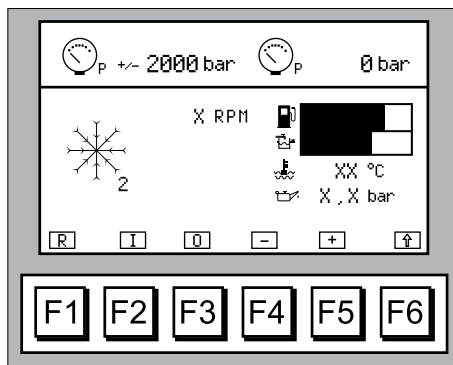 P +/- 2000 bar P 0 bar
X RPM
XX °C
2
X,X bar
R I 0 - + ⇧
F1 F2 F3 F4 F5 F6